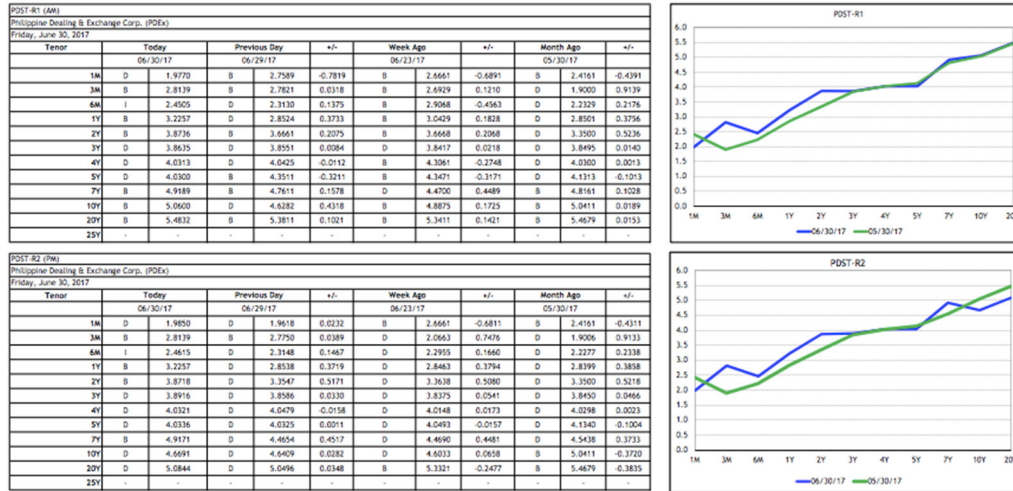 PDST-R1 (AM)
Philippine Dealing & Exchange Corp. (PDEx)
Friday, June 30, 2017
Tenor Today Previous Day +/- Week Ago +/- Month Ago +/-
06/30/17 06/29/17 06/23/17 05/30/17
1M D 1.9770 B 2.7589 -0.7819 B 2.6661 -0.6891 B 2.4161 -0.4391
3M B 2.8139 B 2.7821 0.0318 B 2.6929 0.1210 D 1.9000 0.9139
6M I 2.4505 D 2.3130 0.1375 B 2.9068 -0.4563 D 2.2329 0.2176
1Y B 3.2257 D 2.8524 0.3733 B 3.0429 0.1828 D 2.8501 0.3756
2Y B 3.8736 B 3.6661 0.2075 B 3.6668 0.2068 D 3.3500 0.5236
3Y D 3.8635 D 3.8551 0.0084 D 3.8417 0.0218 D 3.8495 0.0140
4Y D 4.0313 D 4.0425 -0.0112 B 4.3061 -0.2748 D 4.0300 0.0013
5Y D 4.0300 B 4.3511 -0.3211 B 4.3471 -0.3171 D 4.1313 -0.1013
7Y B 4.9189 B 4.7611 0.1578 D 4.4700 0.4489 B 4.8161 0.1028
10Y B 5.0600 D 4.6282 0.4318 B 4.8875 0.1725 D 5.0411 0.0189
20Y B 5.4832 B 5.3811 0.1021 B 5.3411 0.1421 B 5.4679 0.0153
25Y - - - - - - - - - -
PDST-R1
6.0
5.5
5.0
4.5
4.0
3.5
3.0
2.5
2.0
1.5
1.0
0.5
0.0
1M 3M 6M 1Y 2Y 3Y 4Y 5Y 7Y 10Y 20
06/30/17 05/30/17
PDST-R2 (PM)
Philippine Dealing & Exchange Corp. (PDEx)
Friday, June 30, 2017
Tenor Today Previous Day +/- Week Ago +/- Month Ago +/-
06/30/17 06/29/17 06/23/17 05/30/17
1M D 1.9850 D 1.9618 0.0232 B 2.6661 -0.6811 B 2.4161 -0.4311
3M B 2.8139 B 2.7750 0.0389 D 2.0663 0.7476 D 1.9006 0.9133
6M I 2.4615 D 2.3148 0.1467 D 2.2955 0.1660 D 2.2277 0.2338
1Y B 3.2257 D 2.8538 0.3719 D 2.8463 0.3794 D 2.8399 0.3858
2Y B 3.8718 D 3.3547 0.5171 D 3.3638 0.5080 D 3.3500 0.5218
3Y D 3.8916 D 3.8586 0.0330 D 3.8375 0.0541 D 3.8450 0.0466
4Y D 4.0321 D 4.0479 -0.0158 D 4.0148 0.0173 D 4.0298 0.0023
5Y D 4.0336 D 4.0325 0.0011 D 4.0493 -0.0157 D 4.1340 -0.1004
7Y B 4.9171 D 4.4654 0.4517 D 4.4690 0.4481 D 4.5438 0.3733
10Y D 4.6691 D 4.6409 0.0282 D 4.6033 0.0658 D 5.0411 -0.3720
20Y D 5.0844 D 5.0496 0.0348 B 5.3321 -0.2477 B 5.4679 -0.3835
25Y - - - - - - - - - -
PDST-R2
6.0
5.5
5.0
4.5
4.0
3.5
3.0
2.5
2.0
1.5
1.0
0.5
0.0
1M 3M 6M 1Y 2Y 3Y 4Y 5Y 7Y 10Y 20
06/30/17 05/30/17